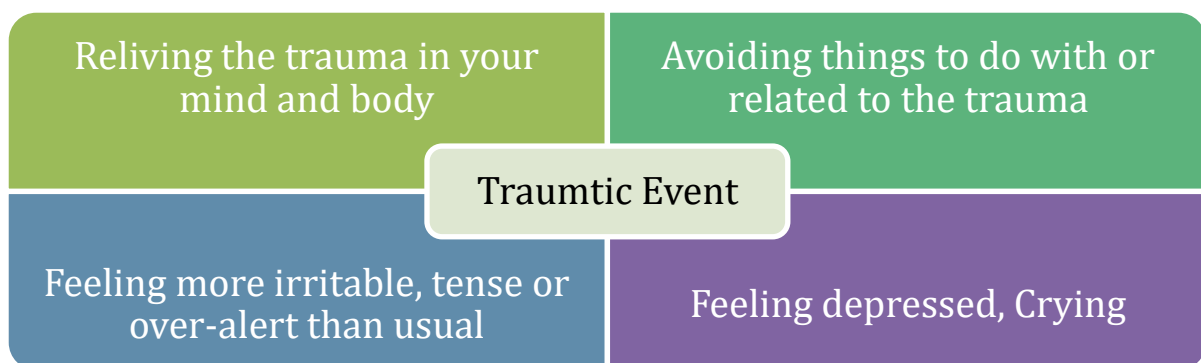 Reliving the trauma in your
mind and body
Avoiding things to do with or
related to the trauma
Traumtic Event
Feeling more irritable, tense or
over-alert than usual
Feeling depressed, Crying